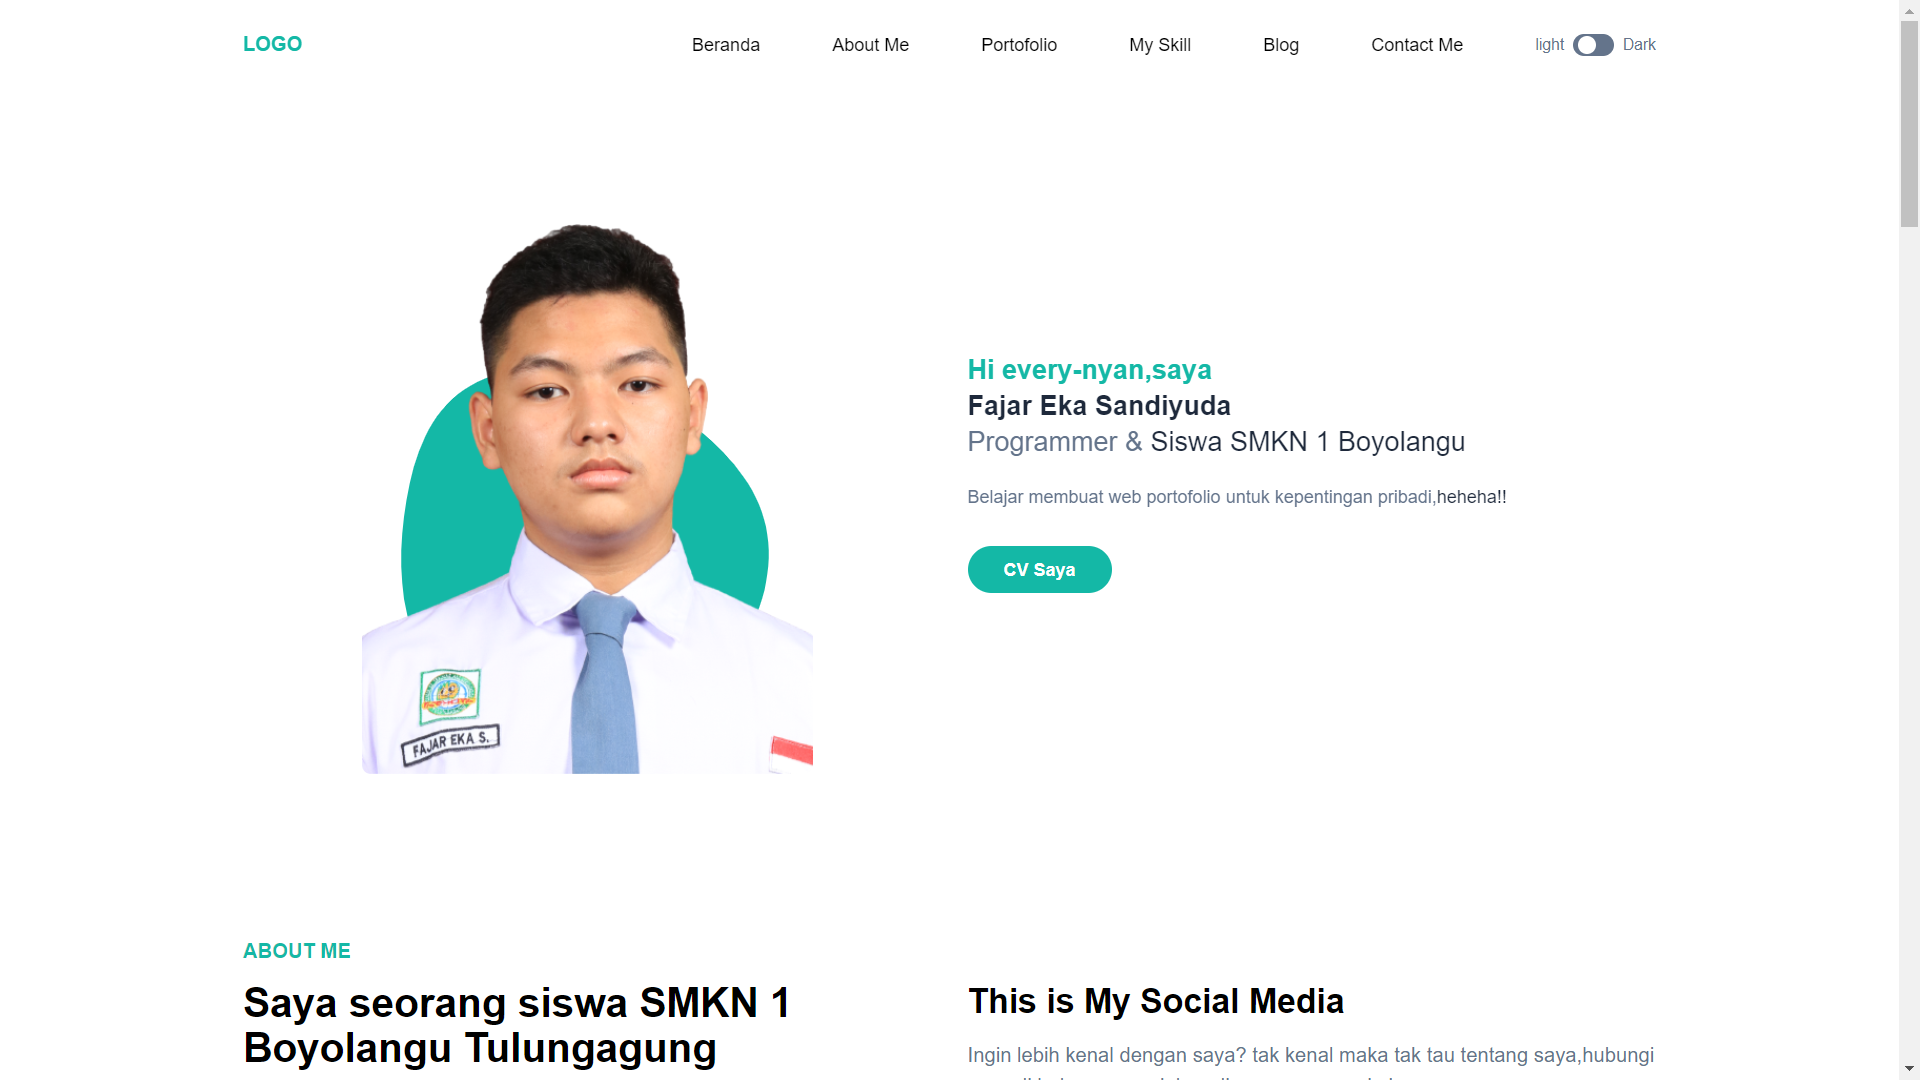 LOGO
Beranda
About Me
Portofolio
My Skill
Blog
Contact Me
light
Dark
Hi every-nyan,saya
Fajar Eka Sandiyuda
Programmer & Siswa SMKN 1 Boyolangu
Belajar membuat web portofolio untuk kepentingan pribadi,heheha!!
CV Saya
FAJAR EKA S.
ABOUT ME
Saya seorang siswa SMKN 1
Boyolangu Tulungagung
This is My Social Media
Ingin lebih kenal dengan saya? tak kenal maka tak tau tentang saya,hubungi